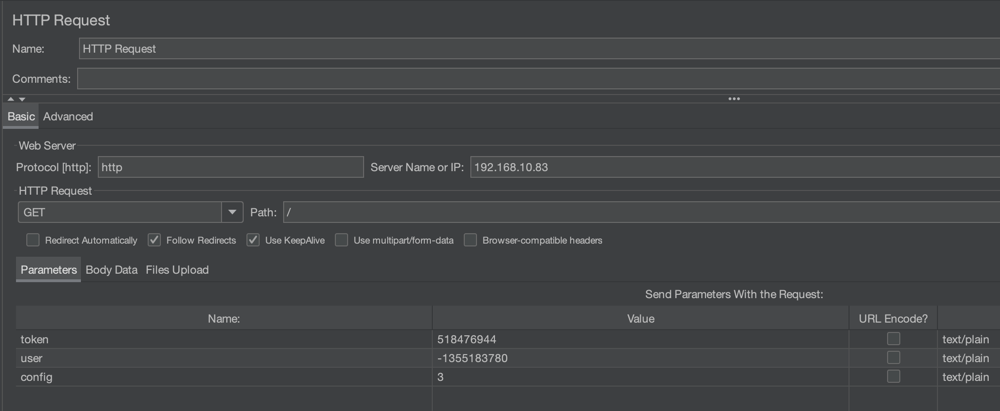 HTTP Request
Name: HTTP Request
Comments:
Basic Advanced
Web Server
Protocol [http]: http Server Name or IP: 192.168.10.83
HTTP Request
GET Path: /
Redirect Automatically Follow Redirects Use KeepAlive Use multipart/form-data Browser-compatible headers
Parameters Body Data Files Upload
Send Parameters With the Request:
Name: Value URL Encode?
token 518476944 text/plain
user -1355183780 text/plain
config 3 text/plain